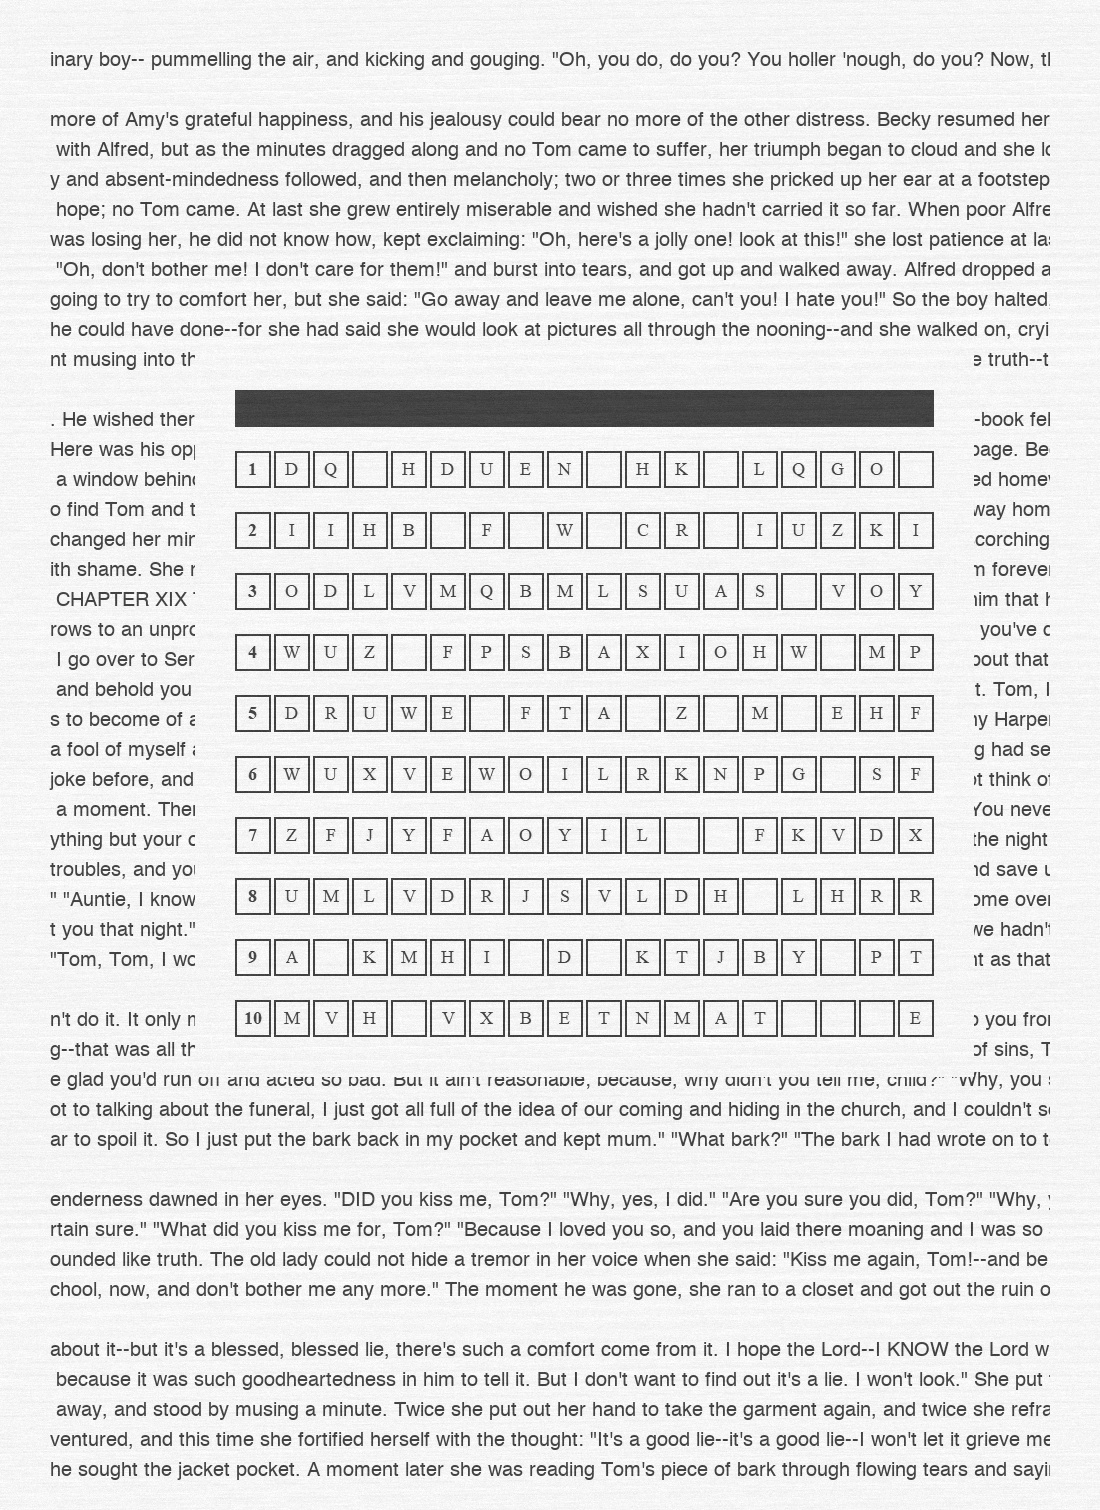 inary boy-- pummelling the air, and kicking and gouging. "Oh, you do, do you? You holler 'nough, do you? Now, th
more of Amy's grateful happiness, and his jealousy could bear no more of the other distress. Becky resumed her
with Alfred, but as the minutes dragged along and no Tom came to suffer, her triumph began to cloud and she lo
y and absent-mindedness followed, and then melancholy; two or three times she pricked up her ear at a footstep
hope; no Tom came. At last she grew entirely miserable and wished she hadn't carried it so far. When poor Alfre
was losing her, he did not know how, kept exclaiming: "Oh, here's a jolly one! look at this!" she lost patience at las
"Oh, don't bother me! I don't care for them!" and burst into tears, and got up and walked away. Alfred dropped a
going to try to comfort her, but she said: "Go away and leave me alone, can't you! I hate you!" So the boy halted,
he could have done--for she had said she would look at pictures all through the nooning--and she walked on, cryi
nt musing into th
. He wished ther
Here was his opp
a window behind
o find Tom and t
changed her min
ith shame. She r
CHAPTER XIX
rows to an unpro
I go over to Ser
and behold you
s to become of a
a fool of myself a
joke before, and
a moment. Then
ything but your o
troubles, and you
" "Auntie, I know
t you that night."
"Tom, Tom, I wo
n't do it. It only m
g--that was all th
1 D Q H D U E N H K L Q G O
2 I I H B F W C R I U Z K I
3 O D L V M Q B M L S U A S V O Y
4 W U Z F P S B A X I O H W M P
5 D R U W E F T A Z M E H F
6 W U X V E W O I L R K N P G S F
7 Z F J Y F A O Y I L F K V D X
8 U M L V D R J S V L D H L H R R
9 A K M H I D K T J B Y P T
10 M V H V X B E T N M A T E
e truth--t
-book fel
page. Be
ed home
way hom
corching
m forever
him that h
you've d
bout that
t. Tom, I
ny Harper
g had se
ot think of
You neve
the night
nd save u
ome over
we hadn't
nt as that
o you from
of sins, T
e glad you'd run off and acted so bad. But it ain't reasonable, because, why didn't you tell me, child?" "Why, you s
ot to talking about the funeral, I just got all full of the idea of our coming and hiding in the church, and I couldn't so
ar to spoil it. So I just put the bark back in my pocket and kept mum." "What bark?" "The bark I had wrote on to t
enderness dawned in her eyes. "DID you kiss me, Tom?" "Why, yes, I did." "Are you sure you did, Tom?" "Why, y
rtain sure." "What did you kiss me for, Tom?" "Because I loved you so, and you laid there moaning and I was so
ounded like truth. The old lady could not hide a tremor in her voice when she said: "Kiss me again, Tom!--and be
chool, now, and don't bother me any more." The moment he was gone, she ran to a closet and got out the ruin o
about it--but it's a blessed, blessed lie, there's such a comfort come from it. I hope the Lord--I KNOW the Lord w
because it was such goodheartedness in him to tell it. But I don't want to find out it's a lie. I won't look." She put
away, and stood by musing a minute. Twice she put out her hand to take the garment again, and twice she refra
ventured, and this time she fortified herself with the thought: "It's a good lie--it's a good lie--I won't let it grieve me
he sought the jacket pocket. A moment later she was reading Tom's piece of bark through flowing tears and sayi